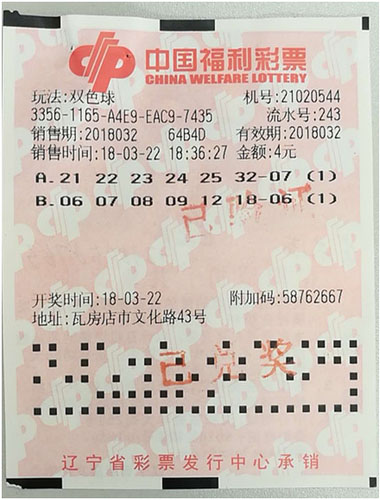 中国福利彩票
CHINA WELFARE LOTTERY
玩法:双色球 机号:21020544
3356-1165-A4E9-EAC9-7435 流水号:243
销售期:2018032 64B4D 有效期:2018032
销售时间:18-03-22 18:36:27 金额:4元
A.21 22 23 24 25 32-07 (1)
B.06 07 08 09 12 18-06 (1)
开奖时间:18-03-22 附加码:58762667
地址:瓦房店市文化路43号
已兑奖
辽宁省彩票发行中心承销